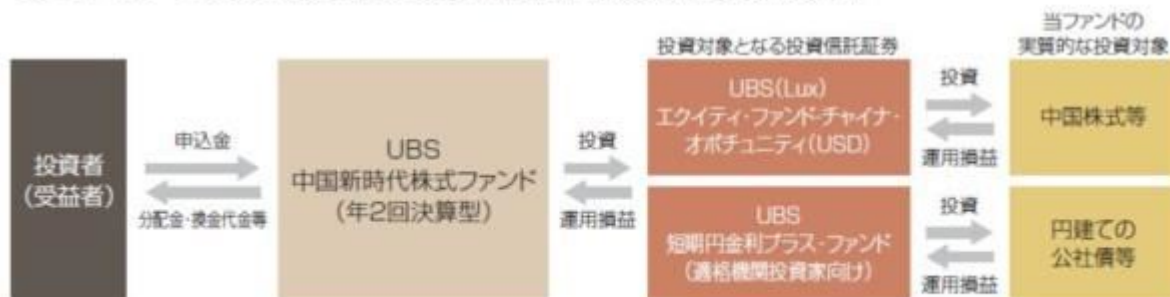 当ファンドの
実質的な投資対象
投資対象となる投資信託証券
投資者
(受益者)
申込金
分配金・換金代金等
UBS
中国新時代株式ファンド
(年2回決算型)
投資
運用損益
UBS(Lux)
エクイティ・ファンド-チャイナ・
オポチュニティ(USD)
投資
運用損益
中国株式等
UBS
短期円金利プラス・ファンド
(適格機関投資家向け)
投資
運用損益
円建ての
公社債等